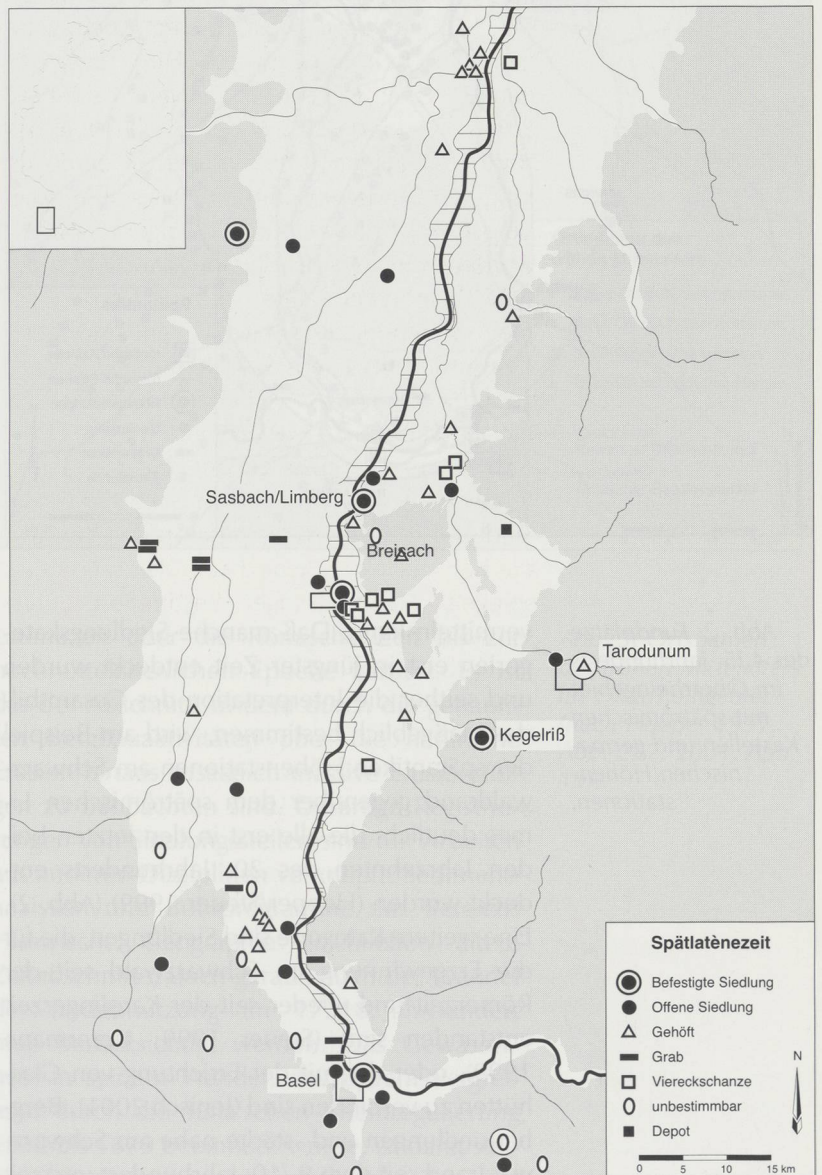 Sasbach/Limberg
Breisach
Tarodunum
Kegelriß
Basel
Spätlatènezeit
Befestigte Siedlung
Offene Siedlung
Gehöft
Grab
Viereckschanze
unbestimmbar
Depot
N
0 5 10 15 km